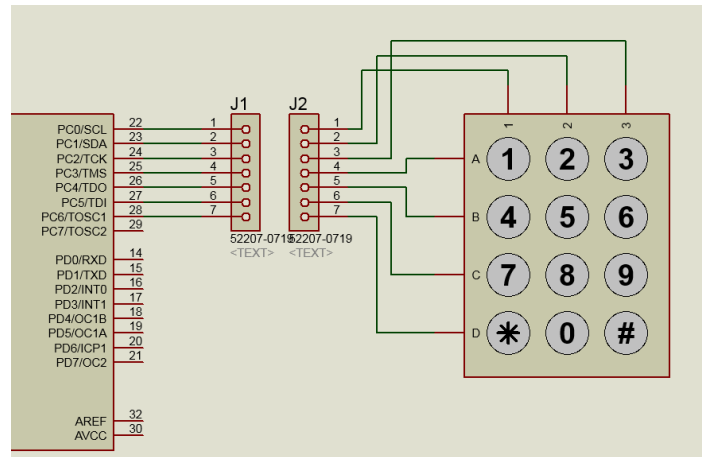 J1
J2
PC0/SCL 22 1 1
PC1/SDA 23 2 2
PC2/TCK 24 3 3
PC3/TMS 25 4 4
PC4/TDO 26 5 5
PC5/TDI 27 6 6
PC6/TOSC1 28 7 7
PC7/TOSC2 29
52207-0719
52207-0719
<TEXT>
<TEXT>
PD0/RXD 14
PD1/TXD 15
PD2/INT0 16
PD3/INT1 17
PD4/OC1B 18
PD5/OC1A 19
PD6/ICP1 20
PD7/OC2 21
AREF 32
AVCC 30
1 2 3
A 1 2 3
B 4 5 6
C 7 8 9
D * 0 #